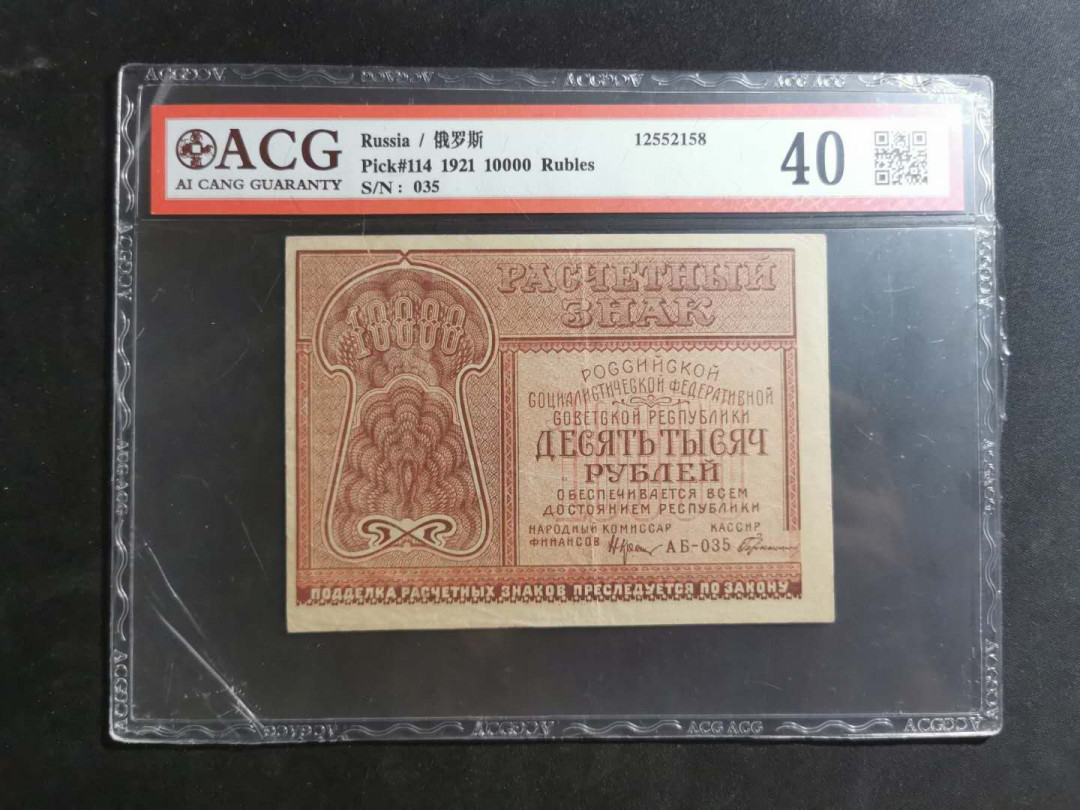 ACG
AI CANG GUARANTY
Russia / 俄罗斯
12552158
Pick#114 1921 10000 Rubles
S/N: 035
40
РАСЧЕТНЫЙ
ЗНАК
10000
РОССИЙСКОЙ
СОЦИАЛИСТИЧЕСКОЙ ФЕДЕРАТИВНОЙ
СОВЕТСКОЙ РЕСПУБЛИКИ
ДЕСЯТЬ ТЫСЯЧ
РУБЛЕЙ
ОБЕСПЕЧИВАЕТСЯ ВСЕМ
ДОСТОЯНИЕМ РЕСПУБЛИКИ
НАРОДНЫЙ КОМИССАР КАССИР
ФИНАНСОВ АБ-035
ПОДДЕЛКА РАСЧЕТНЫХ ЗНАКОВ ПРЕСЛЕДУЕТСЯ ПО ЗАКОНУ.
ACG ACG